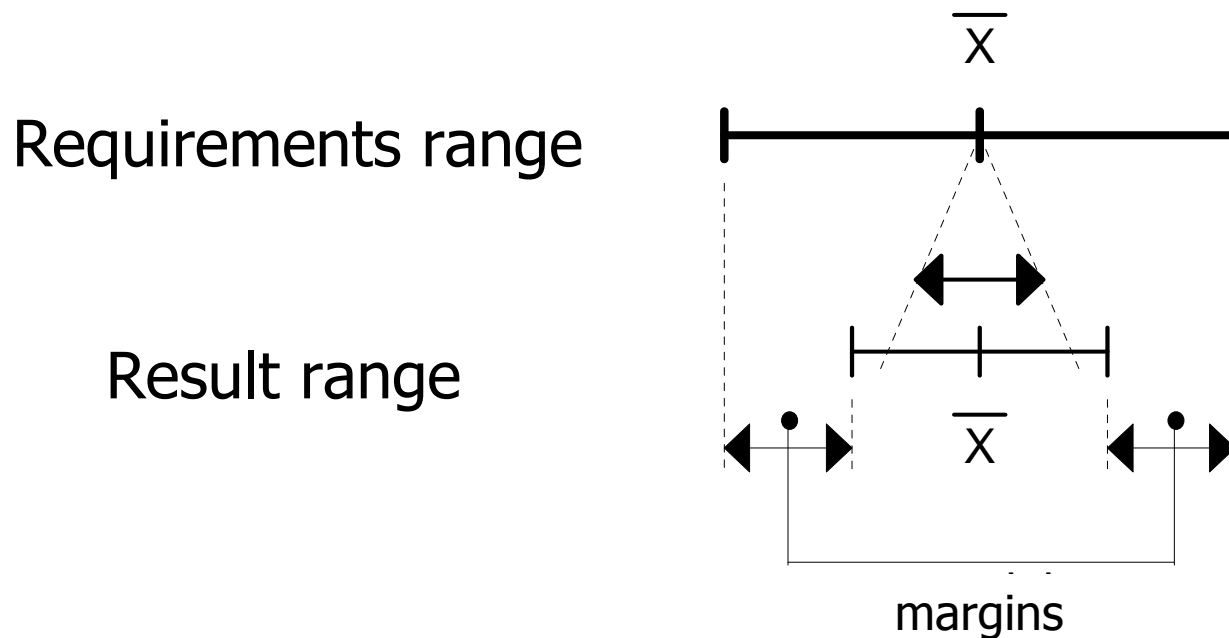 X̅
Requirements range
Result range
X̅
margins